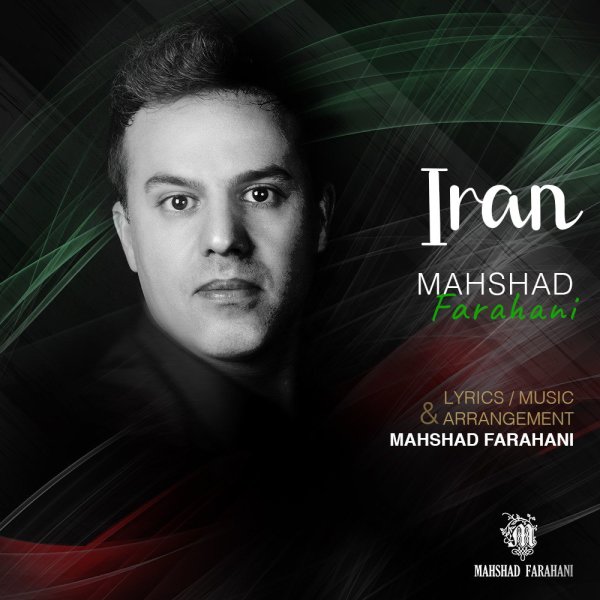 Iran
MAHSHAD
Farahani
LYRICS / MUSIC
& ARRANGEMENT
MAHSHAD FARAHANI
M
MAHSHAD FARAHANI